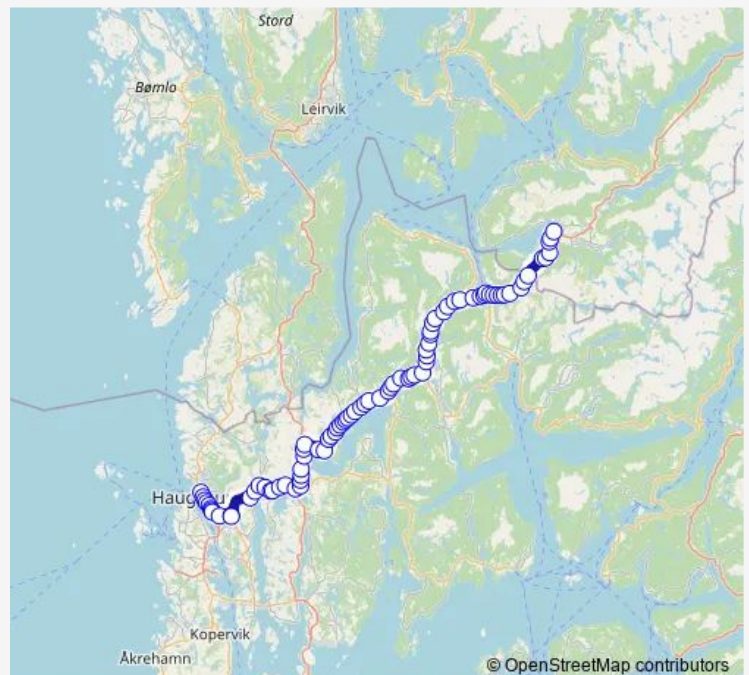 Stord
Bømlo
Leirvik
Haug
Kopervik
Åkrehamn
© OpenStreetMap contributors